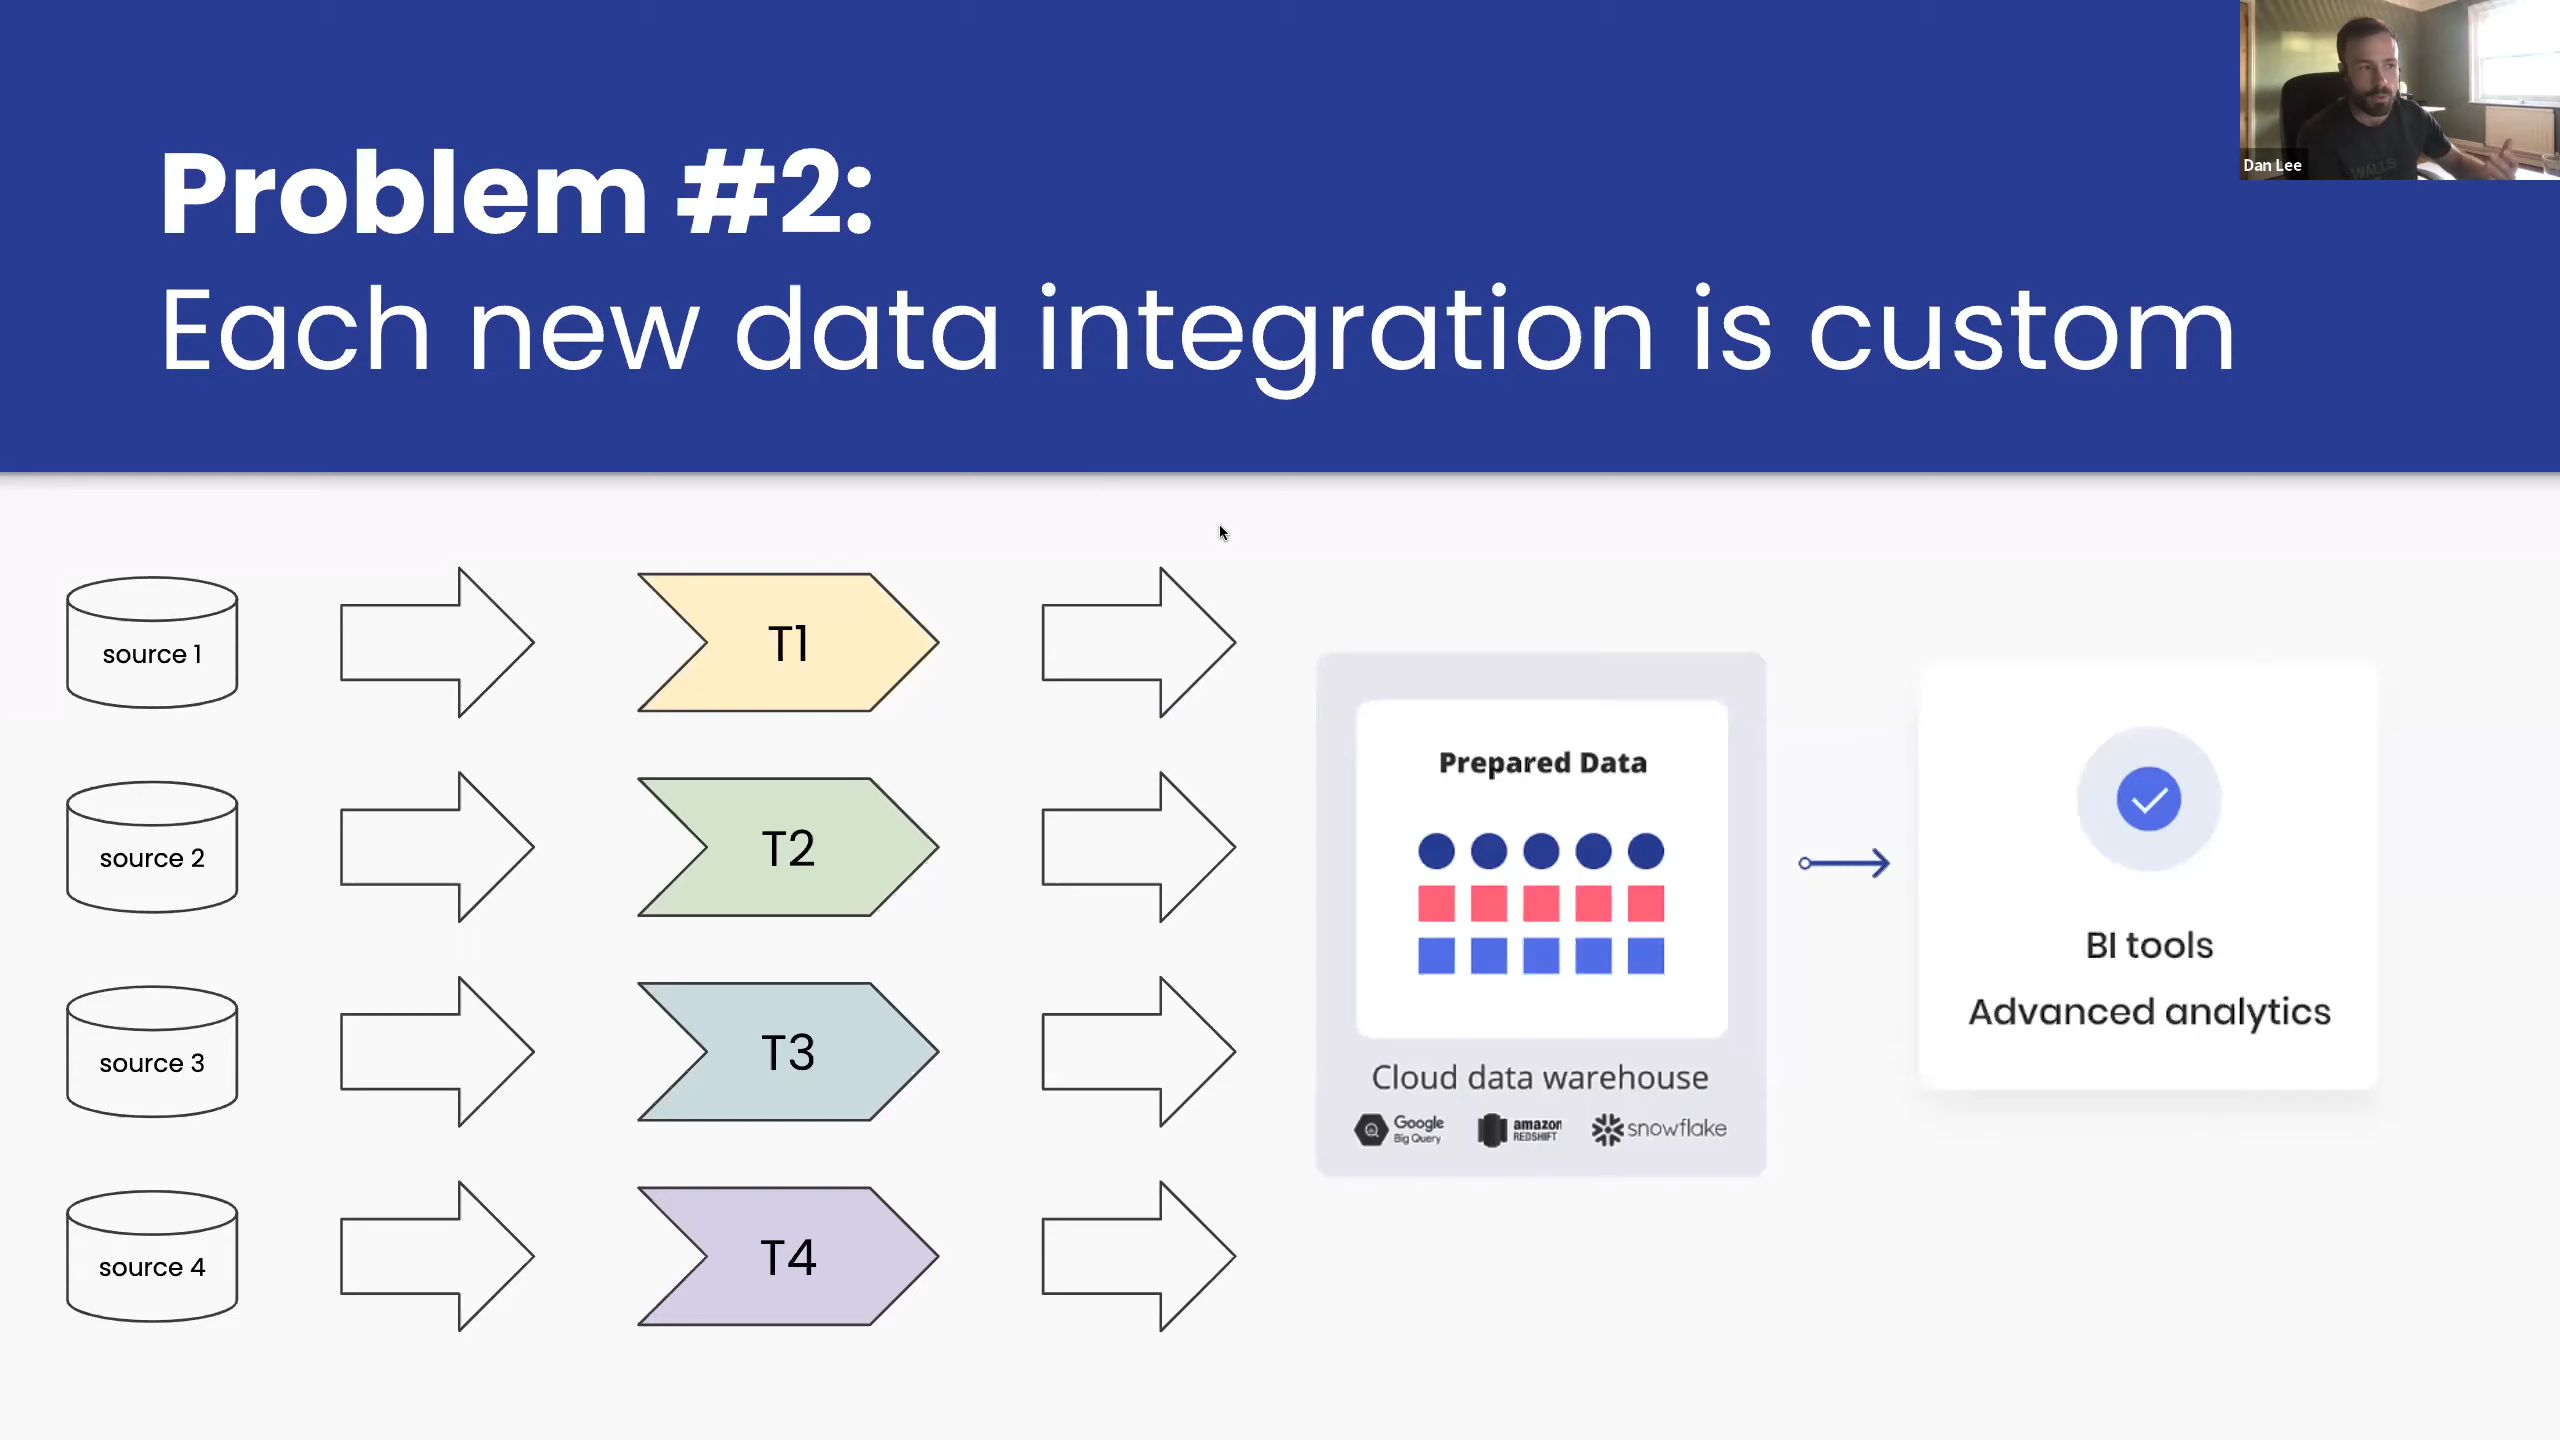 Problem #2:
Each new data integration is custom
Dan Lee
source 1
T1
source 2
T2
source 3
T3
source 4
T4
Prepared Data
Cloud data warehouse
Google
Big Query
amazon
REDSHIFT
snowflake
BI tools
Advanced analytics